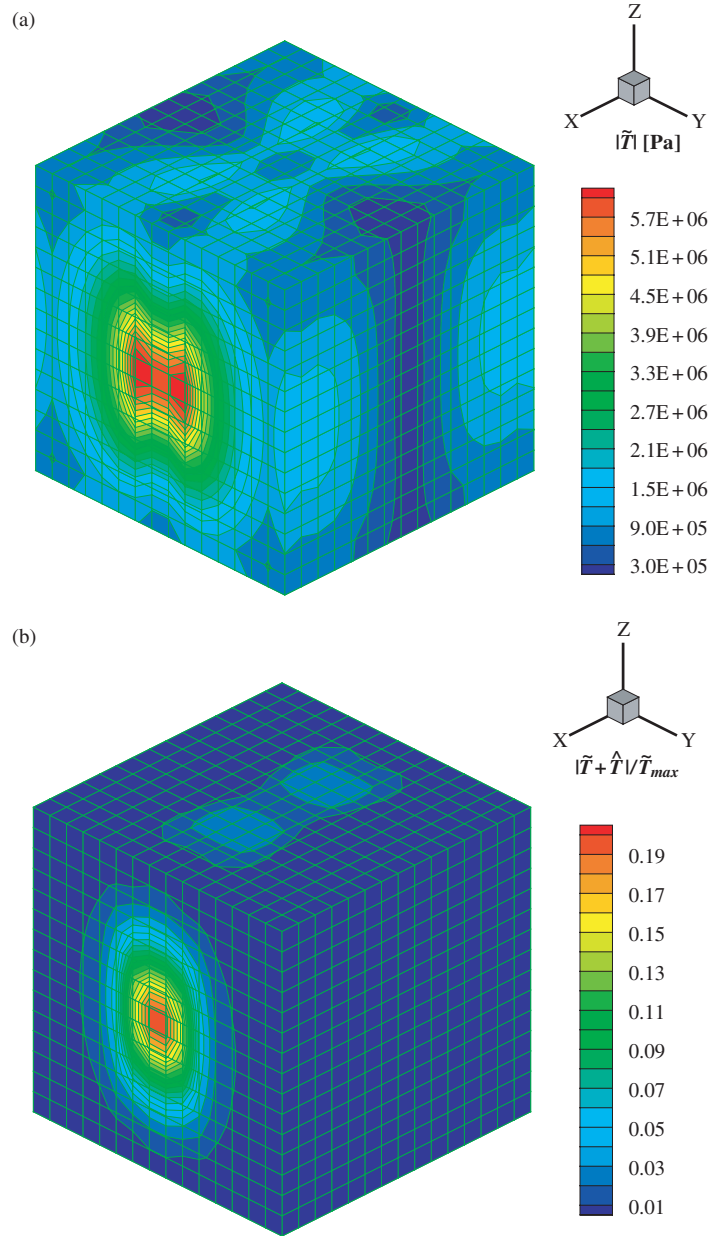 (a)
Z
X
Y
|T̃| [Pa]
5.7E+06
5.1E+06
4.5E+06
3.9E+06
3.3E+06
2.7E+06
2.1E+06
1.5E+06
9.0E+05
3.0E+05
(b)
Z
X
Y
|T̃ + T̂|/T̃max
0.19
0.17
0.15
0.13
0.11
0.09
0.07
0.05
0.03
0.01